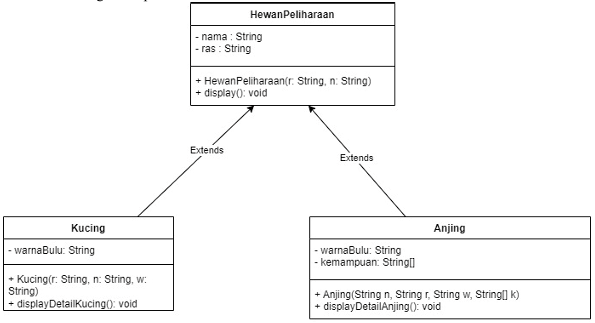 HewanPeliharaan
- nama : String
- ras : String
+ HewanPeliharaan(r: String, n: String)
+ display(): void
Extends
Extends
Kucing
- warnaBulu: String
+ Kucing(r: String, n: String, w:
String)
+ displayDetailKucing(): void
Anjing
- warnaBulu: String
- kemampuan: String[]
+ Anjing(String n, String r, String w, String[] k)
+ displayDetailAnjing(): void